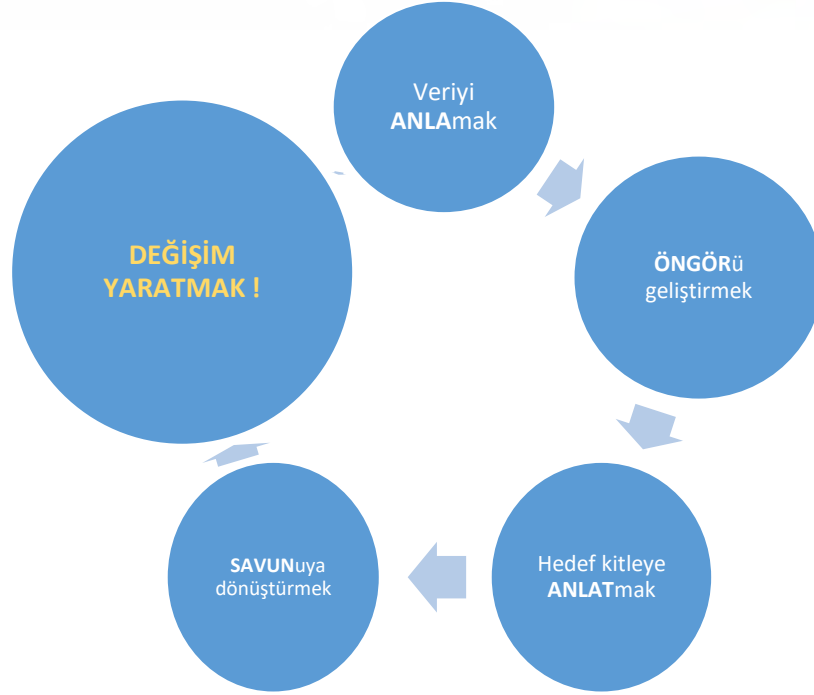 Veriyi
ANLAmak
ÖNGÖRü
geliştirmek
Hedef kitleye
ANLATmak
SAVUNuya
dönüştürmek
DEĞİŞİM
YARATMAK !